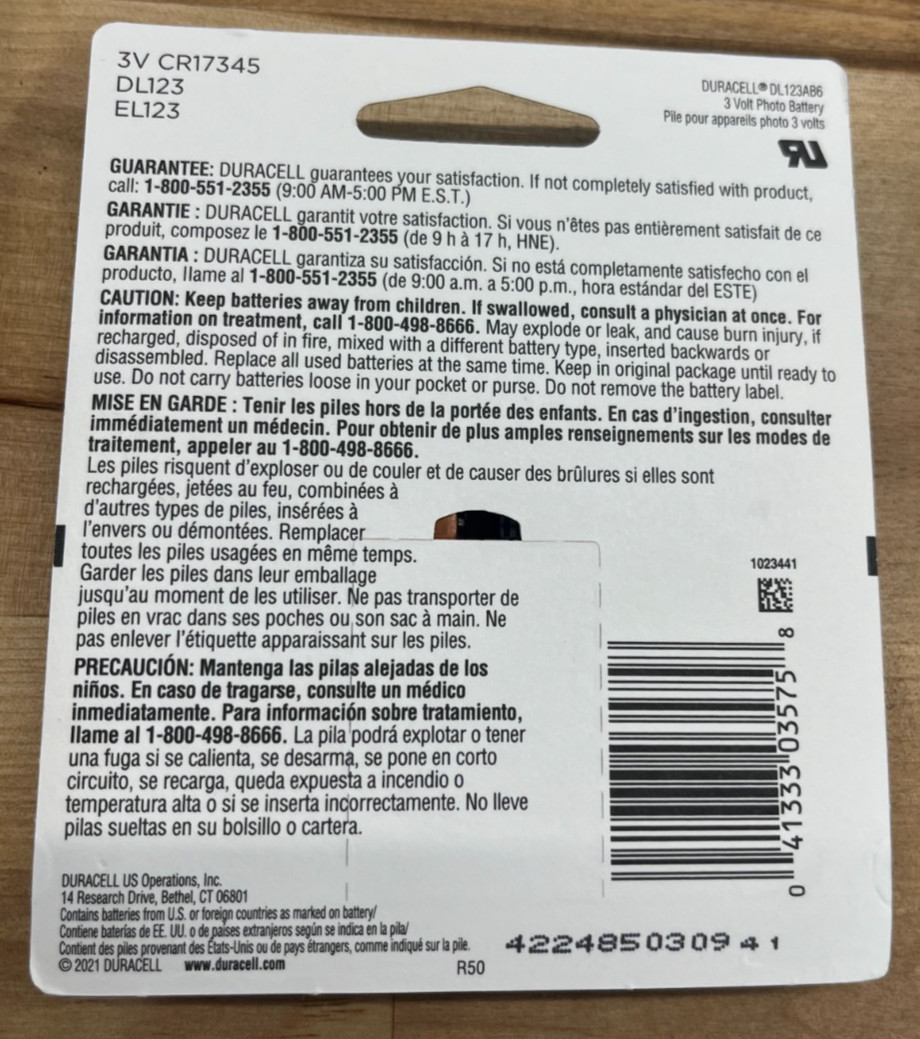 3V CR17345
DL123
EL123
DURACELL® DL123AB6
3 Volt Photo Battery
Pile pour appareils photo 3 volts
GUARANTEE: DURACELL guarantees your satisfaction. If not completely satisfied with product,
call: 1-800-551-2355 (9:00 AM-5:00 PM E.S.T.)
GARANTIE : DURACELL garantit votre satisfaction. Si vous n'êtes pas entièrement satisfait de ce
produit, composez le 1-800-551-2355 (de 9 h à 17 h, HNE).
GARANTIA : DURACELL garantiza su satisfacción. Si no está completamente satisfecho con el
producto, llame al 1-800-551-2355 (de 9:00 a.m. a 5:00 p.m., hora estándar del ESTE)
CAUTION: Keep batteries away from children. If swallowed, consult a physician at once. For
information on treatment, call 1-800-498-8666. May explode or leak, and cause burn injury, if
recharged, disposed of in fire, mixed with a different battery type, inserted backwards or
disassembled. Replace all used batteries at the same time. Keep in original package until ready to
use. Do not carry batteries loose in your pocket or purse. Do not remove the battery label.
MISE EN GARDE : Tenir les piles hors de la portée des enfants. En cas d'ingestion, consulter
immédiatement un médecin. Pour obtenir de plus amples renseignements sur les modes de
traitement, appeler au 1-800-498-8666.
Les piles risquent d'exploser ou de couler et de causer des brûlures si elles sont
rechargées, jetées au feu, combinées à
d'autres types de piles, insérées à
l'envers ou démontées. Remplacer
toutes les piles usagées en même temps.
Garder les piles dans leur emballage
jusqu'au moment de les utiliser. Ne pas transporter de
piles en vrac dans ses poches ou son sac à main. Ne
pas enlever l'étiquette apparaissant sur les piles.
PRECAUCIÓN: Mantenga las pilas alejadas de los
niños. En caso de tragarse, consulte un médico
inmediatamente. Para información sobre tratamiento,
llame al 1-800-498-8666. La pila podrá explotar o tener
una fuga si se calienta, se desarma, se pone en corto
circuito, se recarga, queda expuesta a incendio o
temperatura alta o si se inserta incorrectamente. No lleve
pilas sueltas en su bolsillo o cartera.
1023441
0 41333 03575 8
DURACELL US Operations, Inc.
14 Research Drive, Bethel, CT 06801
Contains batteries from U.S. or foreign countries as marked on battery/
Contiene baterías de EE. UU. o de países extranjeros según se indica en la pila/
Contient des piles provenant des États-Unis ou de pays étrangers, comme indiqué sur la pile.
© 2021 DURACELL www.duracell.com
R50
4224850309 41